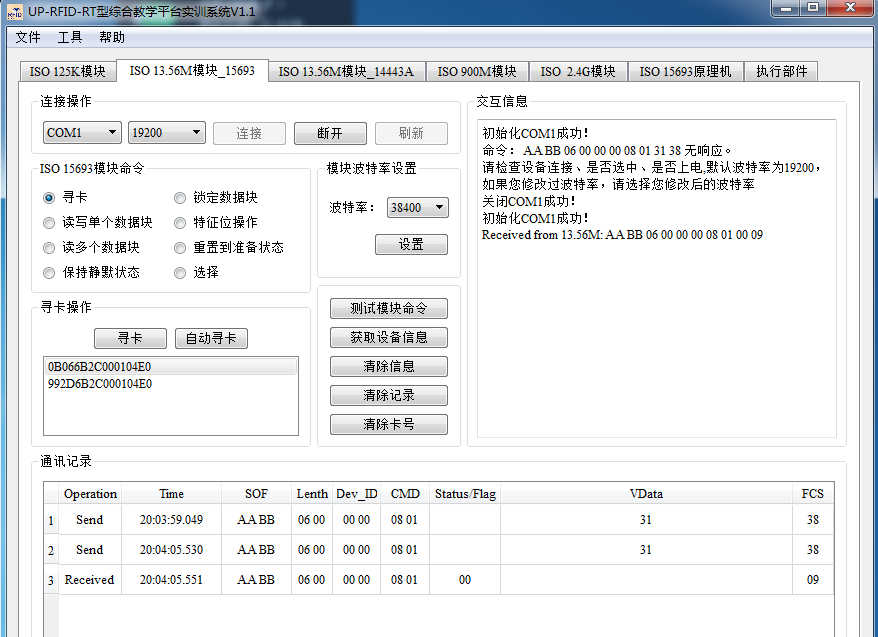 UP-RFID-RT型综合教学平台实训系统V1.1
文件 工具 帮助
ISO 125K模块 ISO 13.56M模块_15693 ISO 13.56M模块_14443A ISO 900M模块 ISO 2.4G模块 ISO 15693原理机 执行部件
连接操作
COM1 19200 连接 断开 刷新
ISO 15693模块命令
寻卡 锁定数据块
读写单个数据块 特征位操作
读多个数据块 重置到准备状态
保持静默状态 选择
模块波特率设置
波特率: 38400
设置
寻卡操作
寻卡 自动寻卡
0B066B2C000104E0
992D6B2C000104E0
测试模块命令
获取设备信息
清除信息
清除记录
清除卡号
交互信息
初始化COM1成功!
命令: AA BB 06 00 00 00 08 01 31 38 无响应。
请检查设备连接、是否选中、是否上电,默认波特率为19200，
如果您修改过波特率，请选择您修改后的波特率
关闭COM1成功!
初始化COM1成功!
Received from 13.56M: AA BB 06 00 00 00 08 01 00 09
通讯记录
Operation Time SOF Lenth Dev_ID CMD Status/Flag VData FCS
1 Send 20:03:59.049 AA BB 06 00 00 00 08 01 31 38
2 Send 20:04:05.530 AA BB 06 00 00 00 08 01 31 38
3 Received 20:04:05.551 AA BB 06 00 00 00 08 01 00 09